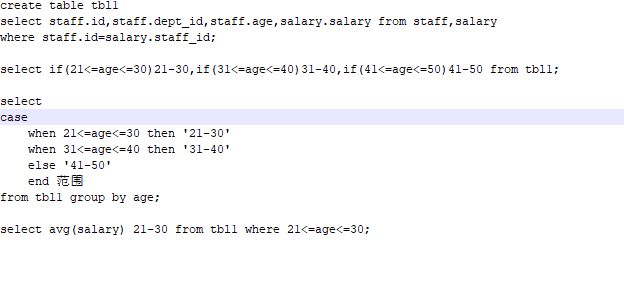 create table tbl1
select staff.id,staff.dept_id,staff.age,salary.salary from staff,salary
where staff.id=salary.staff_id;
select if(21<=age<=30)21-30,if(31<=age<=40)31-40,if(41<=age<=50)41-50 from tbl1;
select
case
when 21<=age<=30 then '21-30'
when 31<=age<=40 then '31-40'
else '41-50'
end 范围
from tbl1 group by age;
select avg(salary) 21-30 from tbl1 where 21<=age<=30;